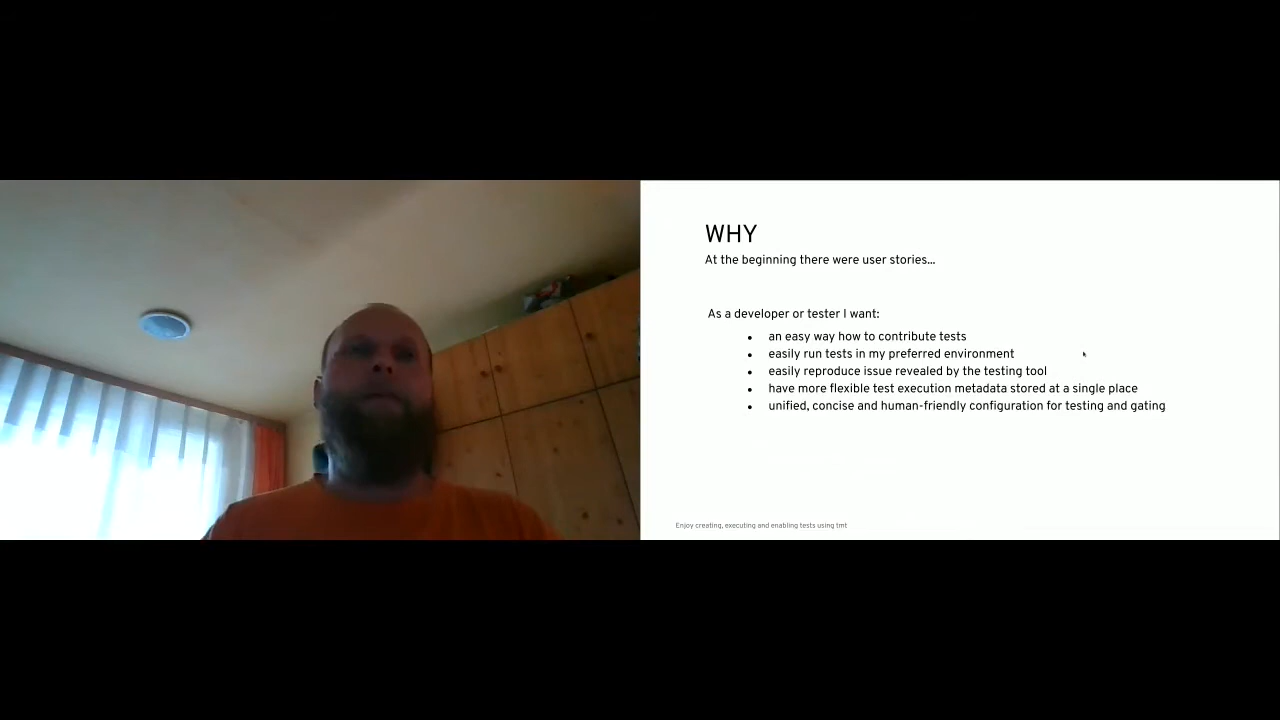 WHY
At the beginning there were user stories...
As a developer or tester I want:
• an easy way how to contribute tests
• easily run tests in my preferred environment
• easily reproduce issue revealed by the testing tool
• have more flexible test execution metadata stored at a single place
• unified, concise and human-friendly configuration for testing and gating
Enjoy creating, executing and enabling tests using tmt